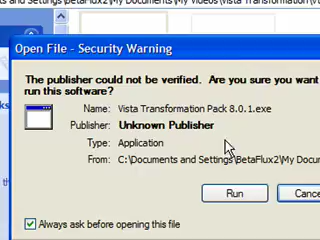 s and Settings\BetaFlux2\My Documents\My Videos\Vista Transformation\
Open File - Security Warning
The publisher could not be verified. Are you sure you want
run this software?
Name: Vista Transformation Pack 8.0.1.exe
Publisher: Unknown Publisher
Type: Application
From: C:\Documents and Settings\BetaFlux2\My Docu
Run
Cance
Always ask before opening this file